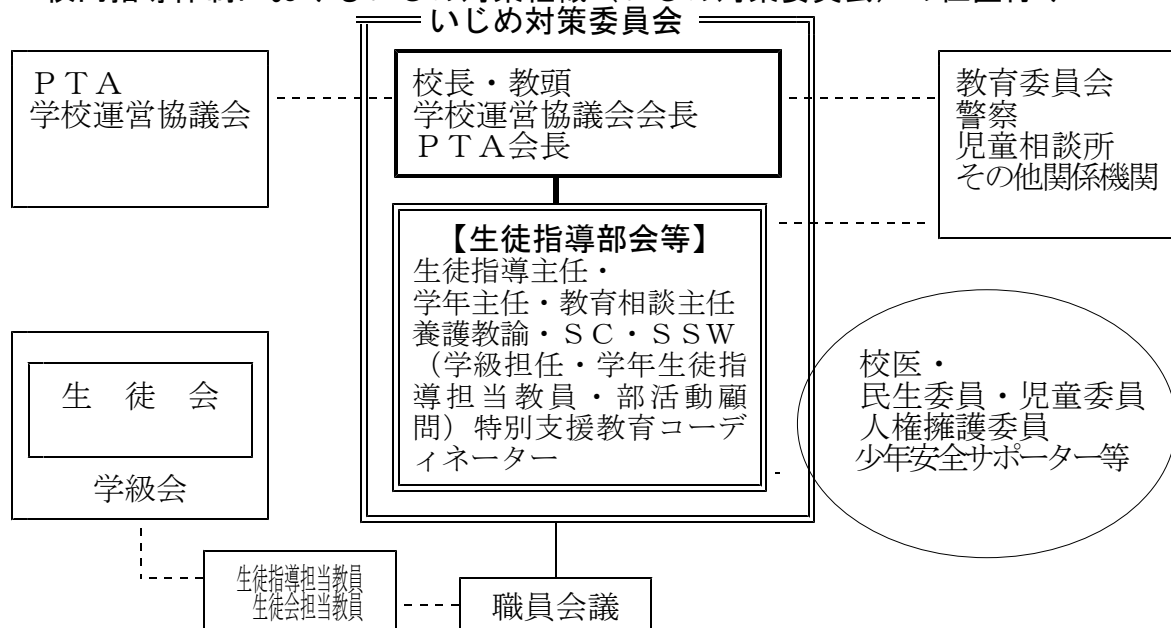 いじめ対策委員会
ＰＴＡ
学校運営協議会
校長・教頭
学校運営協議会会長
ＰＴＡ会長
教育委員会
警察
児童相談所
その他関係機関
【生徒指導部会等】
生徒指導主任・
学年主任・教育相談主任
養護教諭・ＳＣ・ＳＳＷ
（学級担任・学年生徒指
導担当教員・部活動顧
問）特別支援教育コーデ
ィネーター
生　徒　会
学級会
校医・
民生委員・児童委員
人権擁護委員
少年安全サポーター等
生徒指導担当教員
生徒会担当教員
職員会議